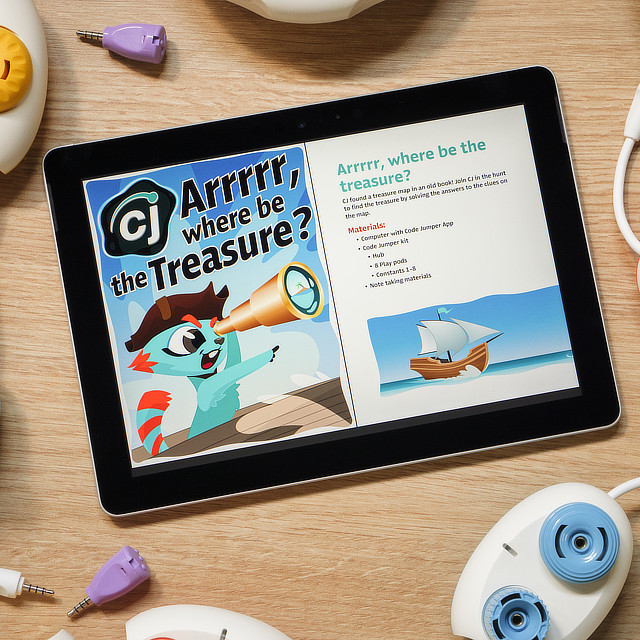 CJ
Arrrrr,
where be
the Treasure?
Arrrrr, where be the
treasure?
CJ found a treasure map in an old book! Join CJ in the hunt
to find the treasure by solving the answers to the clues on
the map.
Materials:
• Computer with Code Jumper App
• Code Jumper kit
• Hub
• 8 Play pods
• Constants 1-8
• Note taking materials